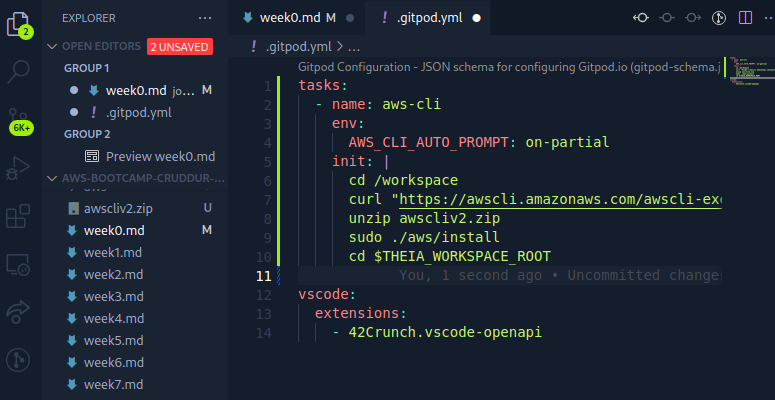 EXPLORER
OPEN EDITORS 2 UNSAVED
GROUP 1
week0.md jo... M
.gitpod.yml
GROUP 2
Preview week0.md
AWS-BOOTCAMP-CRUDDUR-...
awscliv2.zip U
week0.md M
week1.md
week2.md
week3.md
week4.md
week5.md
week6.md
week7.md
2
6K+
week0.md M
! .gitpod.yml
! .gitpod.yml > ...
Gitpod Configuration - JSON schema for configuring Gitpod.io (gitpod-schema.j
1 tasks:
2 - name: aws-cli
3 env:
4 AWS_CLI_AUTO_PROMPT: on-partial
5 init: |
6 cd /workspace
7 curl "https://awscli.amazonaws.com/awscli-exe
8 unzip awscliv2.zip
9 sudo ./aws/install
10 cd $THEIA_WORKSPACE_ROOT
11 You, 1 second ago • Uncommitted change
12 vscode:
13 extensions:
14 - 42Crunch.vscode-openapi